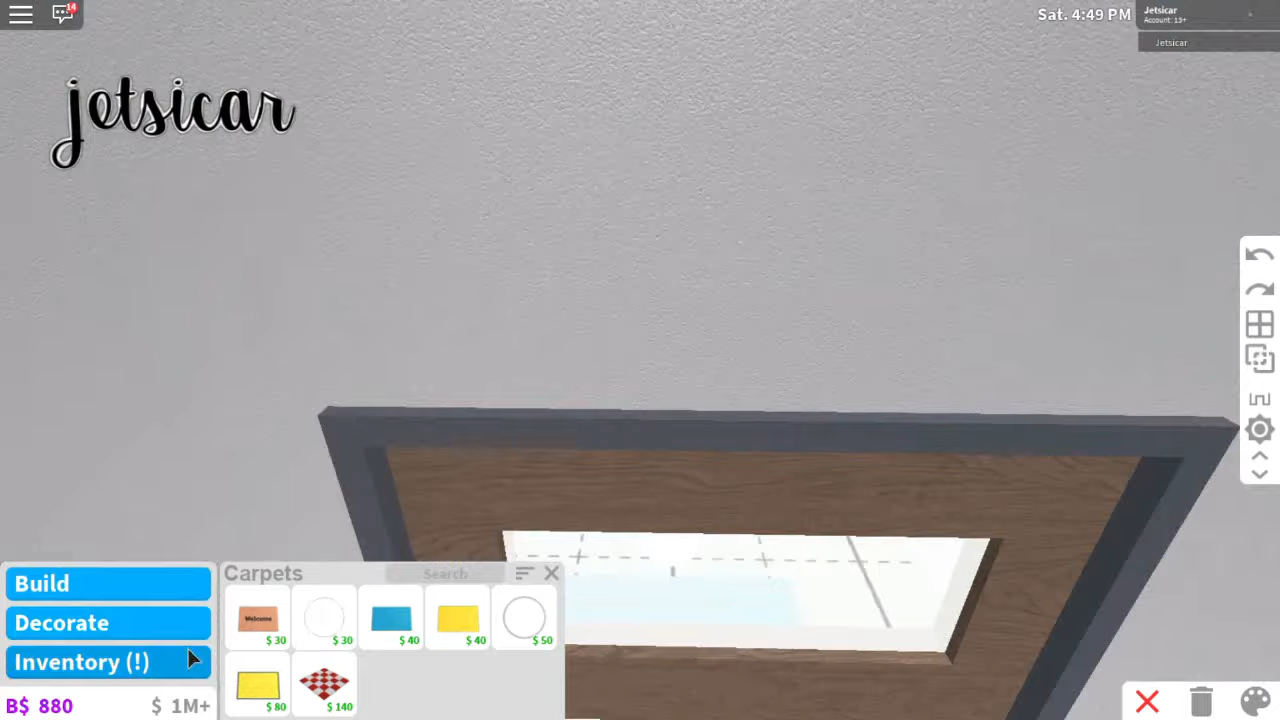 14
Sat. 4:49 PM
Jetsicar
Account: 13+
Jetsicar
jetsicar
Build
Decorate
Inventory (!)
B$ 880
$ 1M+
Carpets
Search
Welcome
$ 30
$ 30
$ 40
$ 40
$ 50
$ 80
$ 140